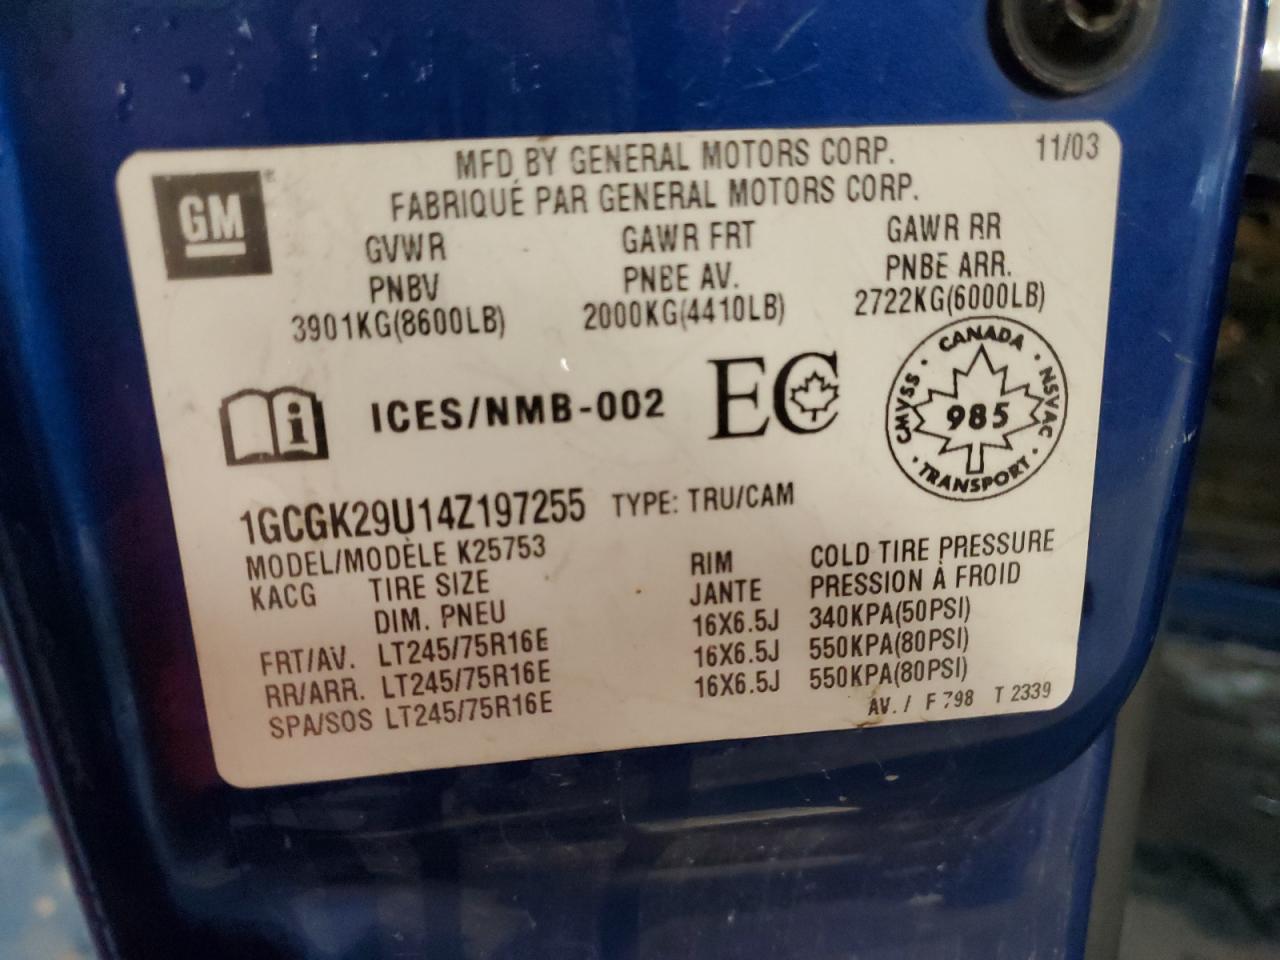 GM
MFD BY GENERAL MOTORS CORP. 11/03
FABRIQUÉ PAR GENERAL MOTORS CORP.
GVWR GAWR FRT GAWR RR
PNBV PNBE AV. PNBE ARR.
3901KG(8600LB) 2000KG(4410LB) 2722KG(6000LB)
i ICES/NMB-002 EC
CANADA
CMVSS 985 NSVAC
TRANSPORT
1GCGK29U14Z197255 TYPE: TRU/CAM
MODEL/MODÈLE K25753
KACG TIRE SIZE RIM COLD TIRE PRESSURE
DIM. PNEU JANTE PRESSION À FROID
FRT/AV. LT245/75R16E 16X6.5J 340KPA(50PSI)
RR/ARR. LT245/75R16E 16X6.5J 550KPA(80PSI)
SPA/SOS LT245/75R16E 16X6.5J 550KPA(80PSI)
AV. / T 2339